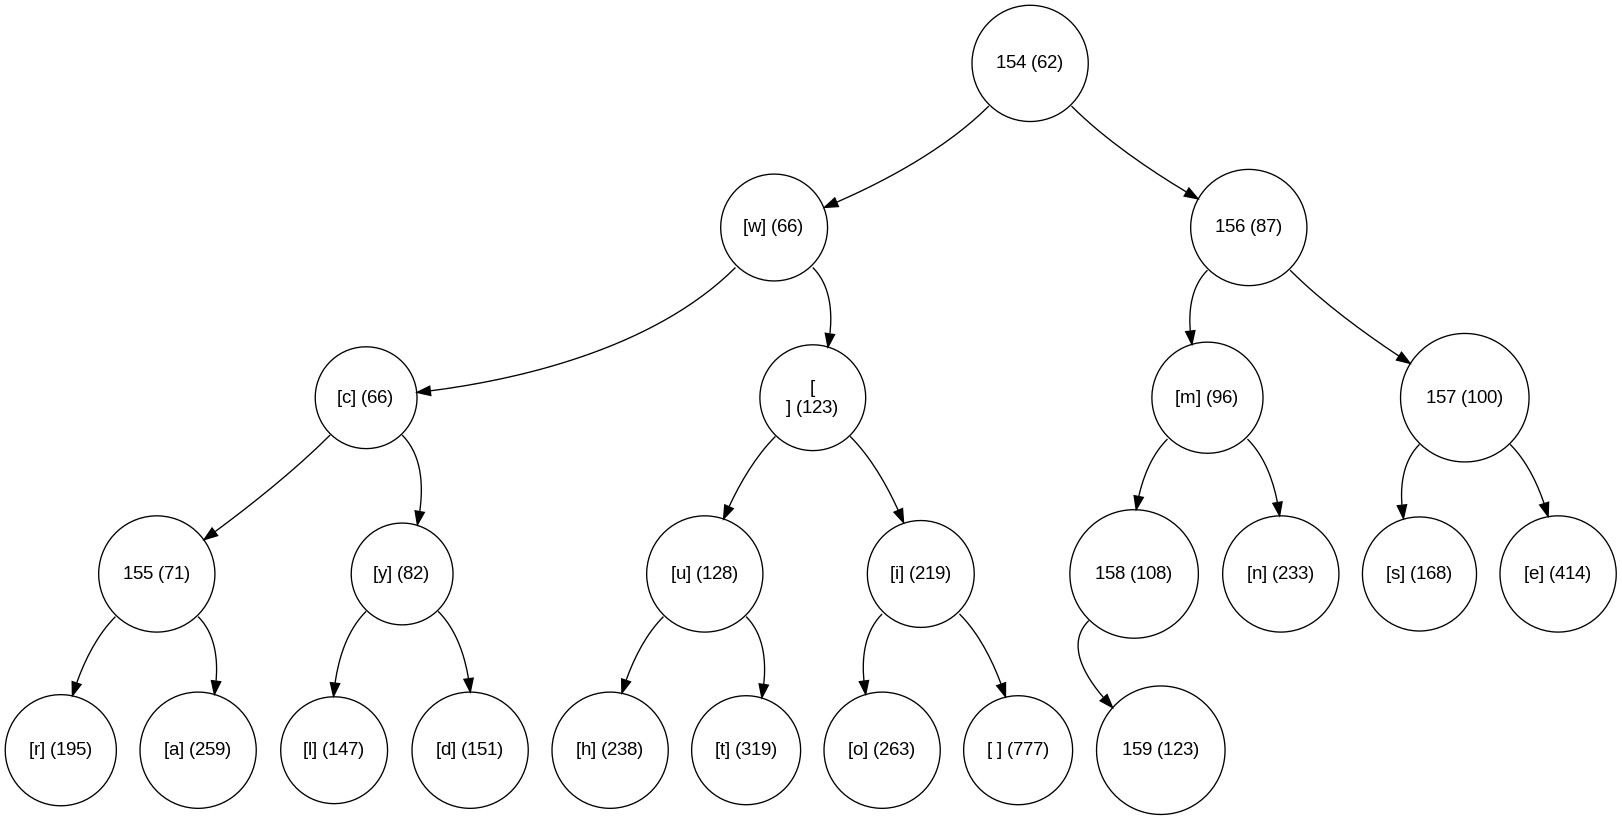 154 (62)
[w] (66)
156 (87)
[c] (66)
[
] (123)
[m] (96)
157 (100)
155 (71)
[y] (82)
[u] (128)
[i] (219)
158 (108)
[n] (233)
[s] (168)
[e] (414)
[r] (195)
[a] (259)
[l] (147)
[d] (151)
[h] (238)
[t] (319)
[o] (263)
[ ] (777)
159 (123)